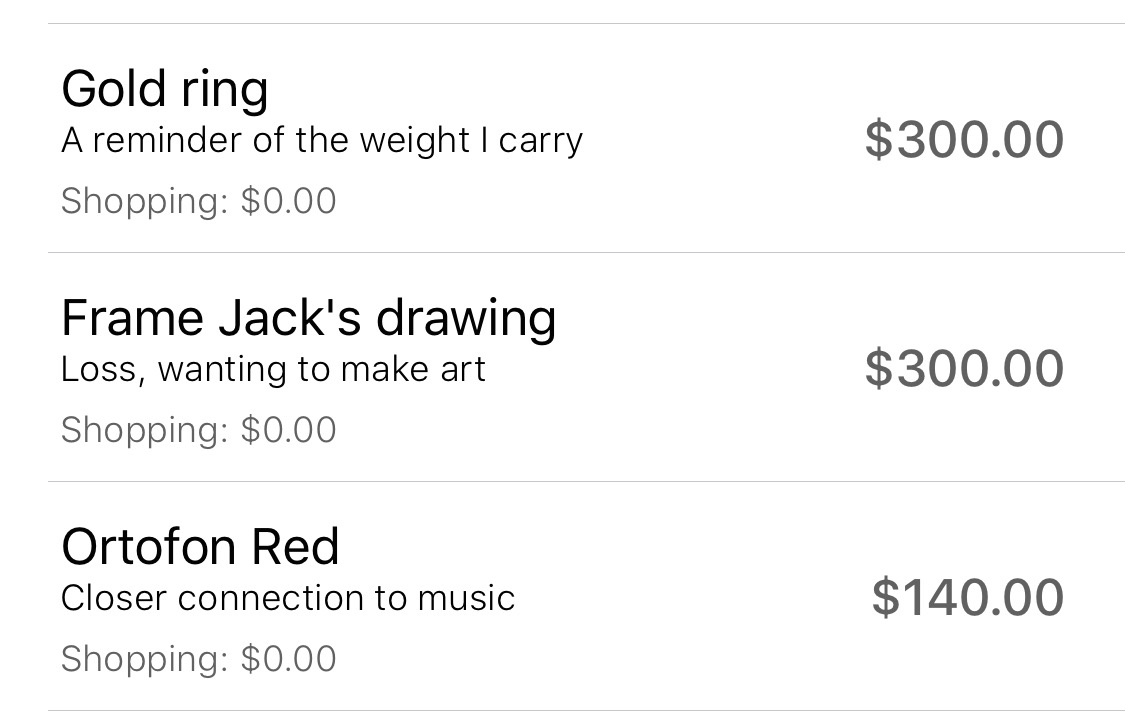 Gold ring
A reminder of the weight I carry
$300.00
Shopping: $0.00
Frame Jack's drawing
Loss, wanting to make art
$300.00
Shopping: $0.00
Ortofon Red
Closer connection to music
$140.00
Shopping: $0.00